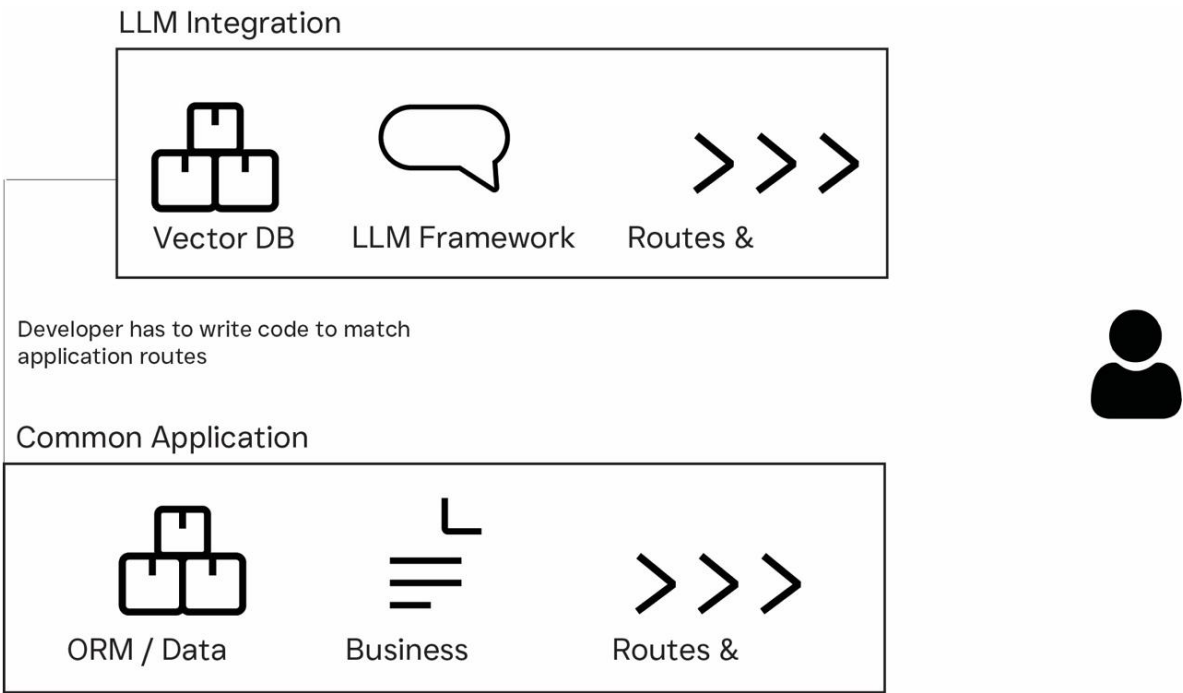 LLM Integration
Vector DB
LLM Framework
Routes &
Developer has to write code to match
application routes
Common Application
ORM / Data
Business
Routes &